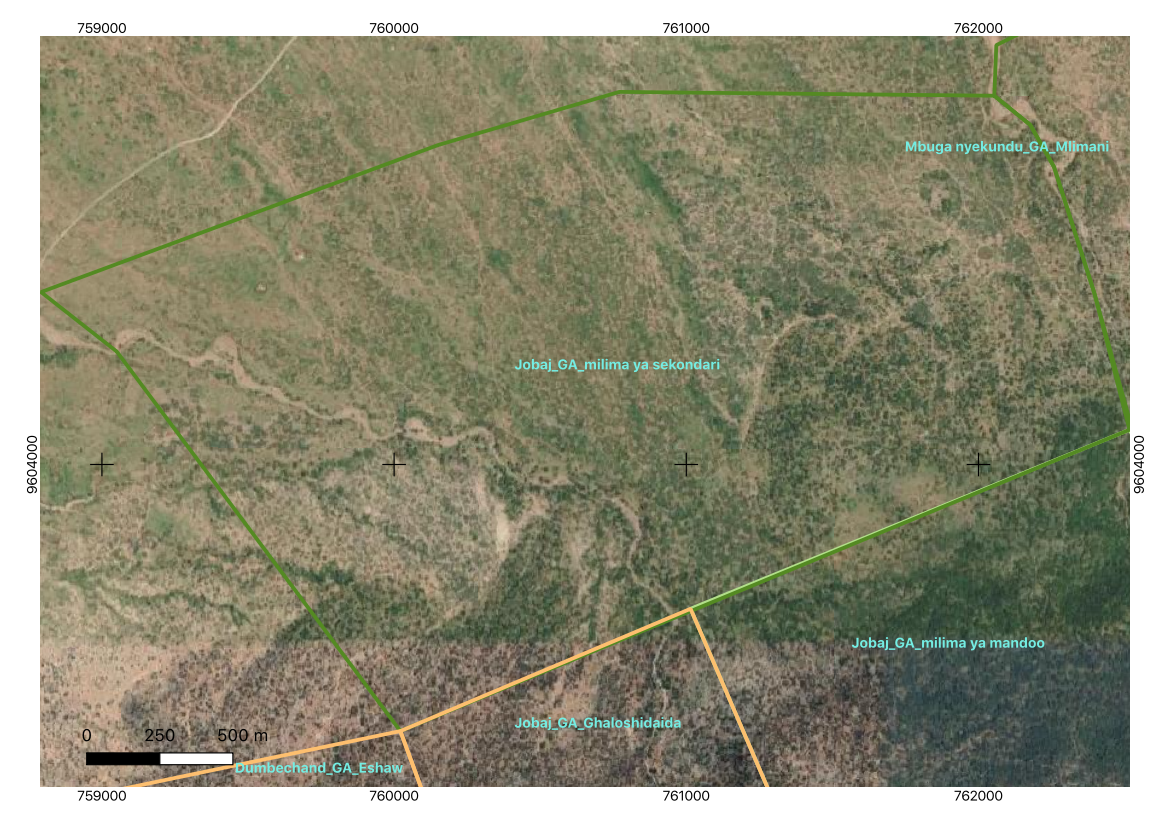 759000 760000 761000 762000
Mbuga nyekundu_GA_Mlimani
Jobaj_GA_milima ya sekondari
9604000 9604000
Jobaj_GA_milima ya mandoo
Jobaj_GA_Ghaloshidaida
0 250 500 m
Dumbechand_GA_Eshaw
759000 760000 761000 762000